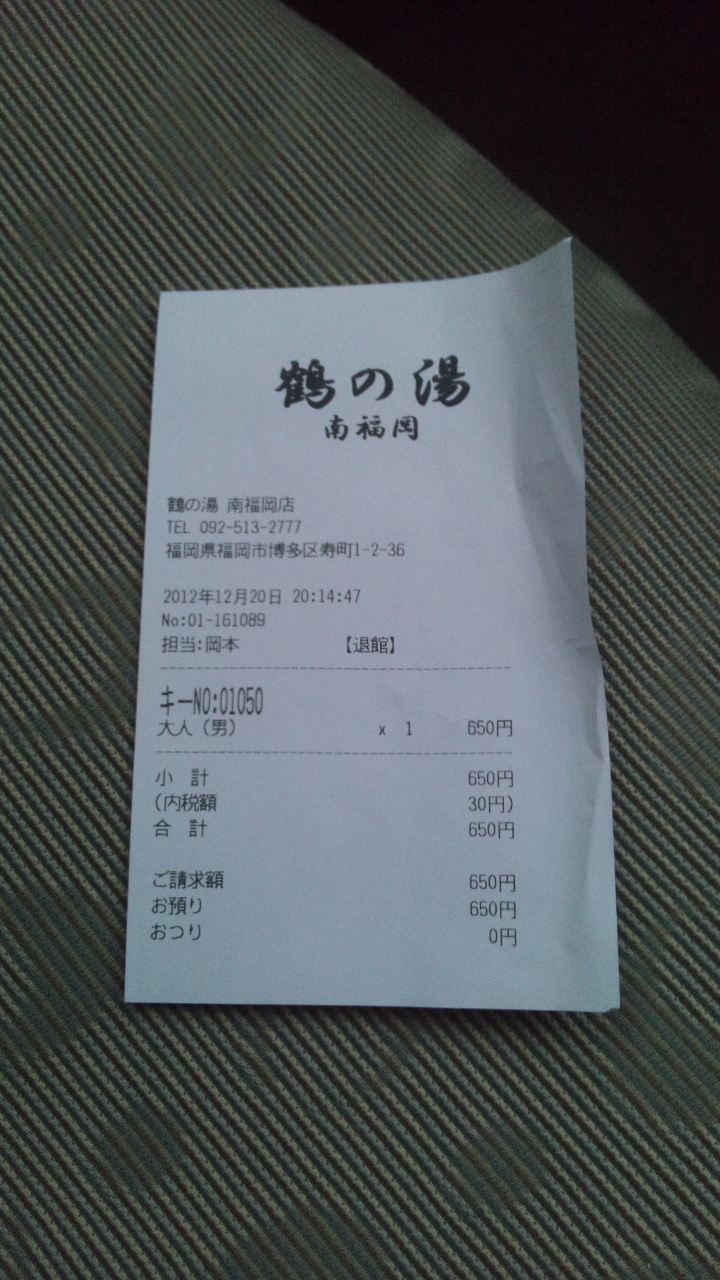 鶴の湯
南福岡
鶴の湯 南福岡店
TEL 092-513-2777
福岡県福岡市博多区寿町1-2-36
2012年12月20日 20:14:47
No:01-161089
担当:岡本 【退館】
キーNO:01050
大人（男） x 1 650円
小 計 650円
(内税額 30円)
合 計 650円
ご請求額 650円
お預り 650円
おつり 0円